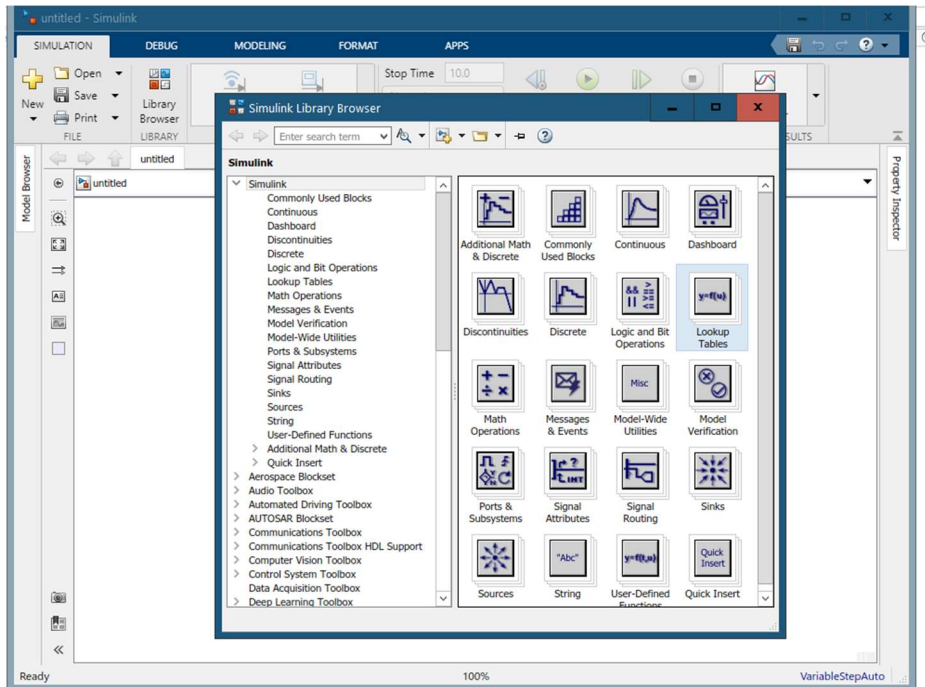 untitled - Simulink
SIMULATION DEBUG MODELING FORMAT APPS
New
Open
Save
Print
FILE
Library
Browser
LIBRARY
Stop Time 10.0
SULTS
Model Browser
untitled
untitled
Property Inspector
Simulink Library Browser
Enter search term
Simulink
Simulink
Commonly Used Blocks
Continuous
Dashboard
Discontinuities
Discrete
Logic and Bit Operations
Lookup Tables
Math Operations
Messages & Events
Model Verification
Model-Wide Utilities
Ports & Subsystems
Signal Attributes
Signal Routing
Sinks
Sources
String
User-Defined Functions
Additional Math & Discrete
Quick Insert
Aerospace Blockset
Audio Toolbox
Automated Driving Toolbox
AUTOSAR Blockset
Communications Toolbox
Communications Toolbox HDL Support
Computer Vision Toolbox
Control System Toolbox
Data Acquisition Toolbox
Deep Learning Toolbox
Additional Math
& Discrete
Commonly
Used Blocks
Continuous
Dashboard
Discontinuities
Discrete
Logic and Bit
Operations
y=f(u)
Lookup
Tables
Math
Operations
Messages
& Events
Misc
Model-Wide
Utilities
Model
Verification
Ports &
Subsystems
Signal
Attributes
Signal
Routing
Sinks
Sources
"Abc"
String
y=f(t,u)
User-Defined
Functions
Quick
Insert
Quick Insert
Ready 100% VariableStepAuto